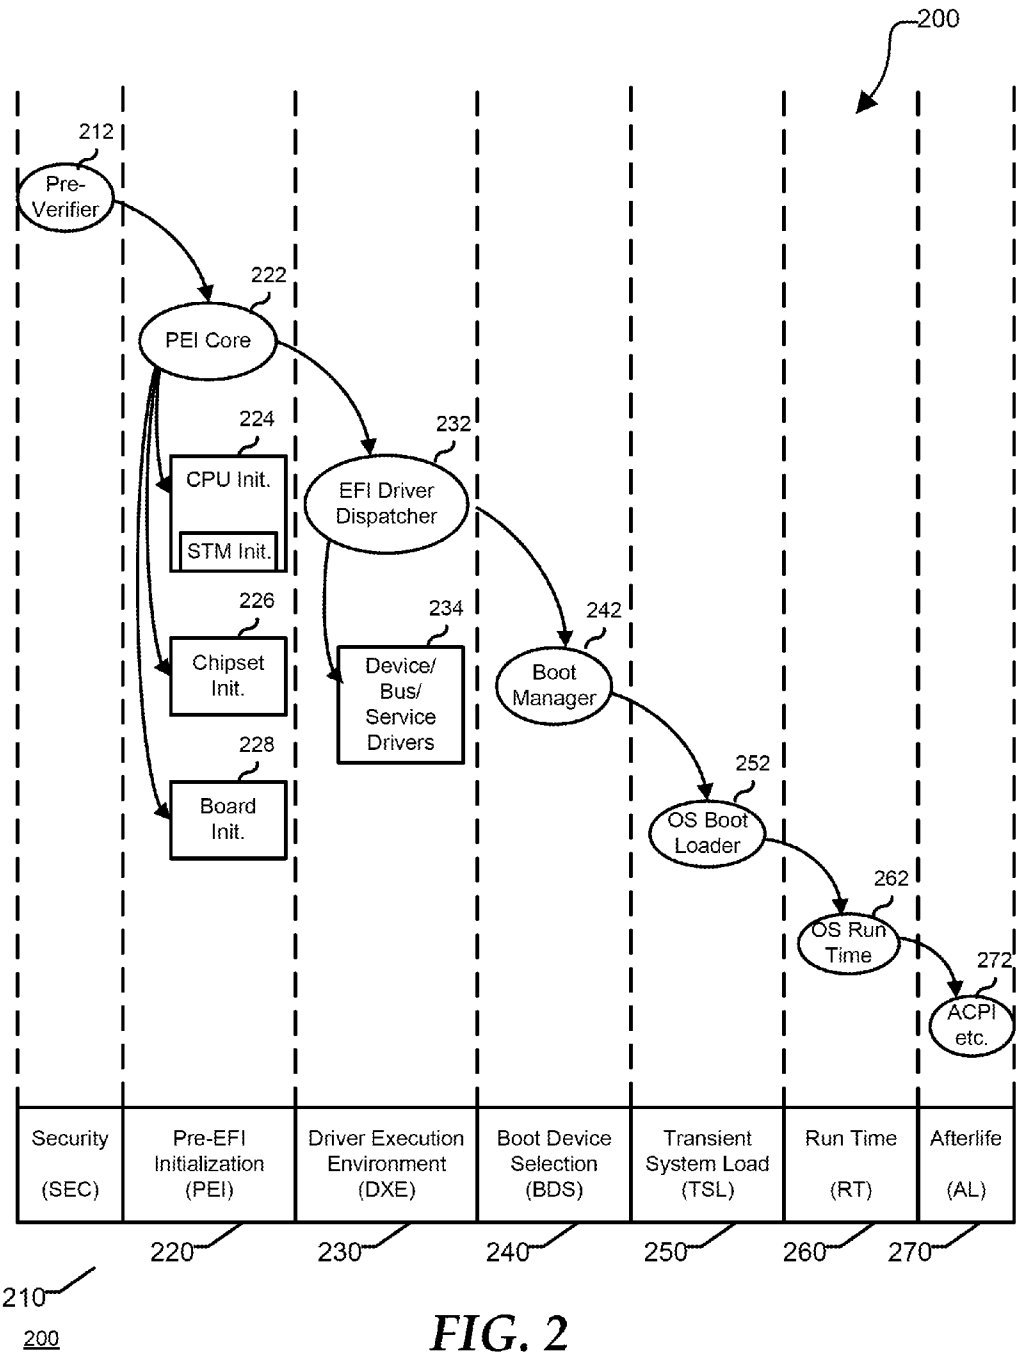 200
212
Pre-
Verifier
222
PEI Core
224
CPU Init.
STM Init.
232
EFI Driver
Dispatcher
226
Chipset
Init.
234
Device/
Bus/
Service
Drivers
242
Boot
Manager
228
Board
Init.
252
OS Boot
Loader
262
OS Run
Time
272
ACPI
etc.
Security
(SEC)
Pre-EFI
Initialization
(PEI)
Driver Execution
Environment
(DXE)
Boot Device
Selection
(BDS)
Transient
System Load
(TSL)
Run Time
(RT)
Afterlife
(AL)
210
220
230
240
250
260
270
200
FIG. 2